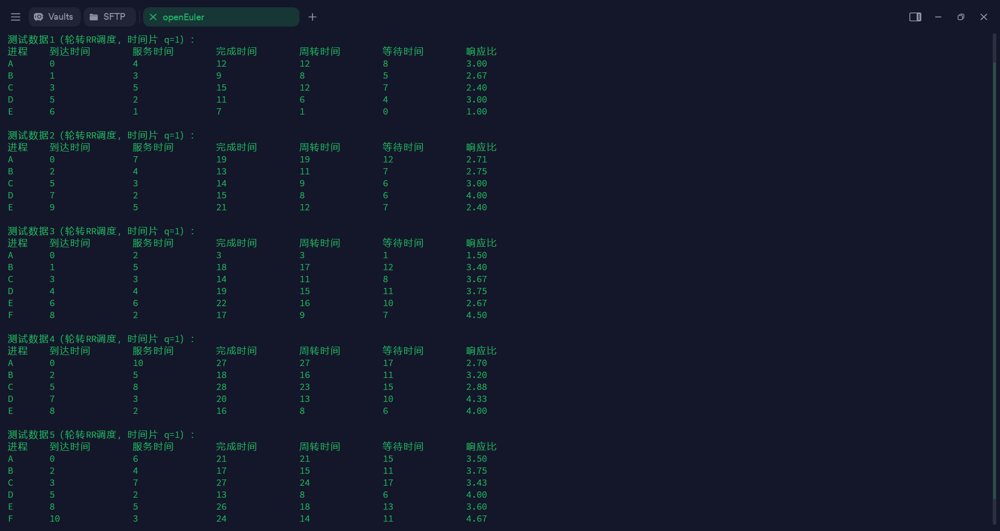 Vaults SFTP openEuler
测试数据1（轮转RR调度, 时间片 q=1）:
进程 到达时间 服务时间 完成时间 周转时间 等待时间 响应比
A 0 4 12 12 8 3.00
B 1 3 9 8 5 2.67
C 3 5 15 12 7 2.40
D 5 2 11 6 4 3.00
E 6 1 7 1 0 1.00
测试数据2（轮转RR调度, 时间片 q=1）:
进程 到达时间 服务时间 完成时间 周转时间 等待时间 响应比
A 0 7 19 19 12 2.71
B 2 4 13 11 7 2.75
C 5 3 14 9 6 3.00
D 7 2 15 8 6 4.00
E 9 5 21 12 7 2.40
测试数据3（轮转RR调度, 时间片 q=1）:
进程 到达时间 服务时间 完成时间 周转时间 等待时间 响应比
A 0 2 3 3 1 1.50
B 1 5 18 17 12 3.40
C 3 3 14 11 8 3.67
D 4 4 19 15 11 3.75
E 6 6 22 16 10 2.67
F 8 2 17 9 7 4.50
测试数据4（轮转RR调度, 时间片 q=1）:
进程 到达时间 服务时间 完成时间 周转时间 等待时间 响应比
A 0 10 27 27 17 2.70
B 2 5 18 16 11 3.20
C 5 8 28 23 15 2.88
D 7 3 20 13 10 4.33
E 8 2 16 8 6 4.00
测试数据5（轮转RR调度, 时间片 q=1）:
进程 到达时间 服务时间 完成时间 周转时间 等待时间 响应比
A 0 6 21 21 15 3.50
B 2 4 17 15 11 3.75
C 3 7 27 24 17 3.43
D 5 2 13 8 6 4.00
E 8 5 26 18 13 3.60
F 10 3 24 14 11 4.67